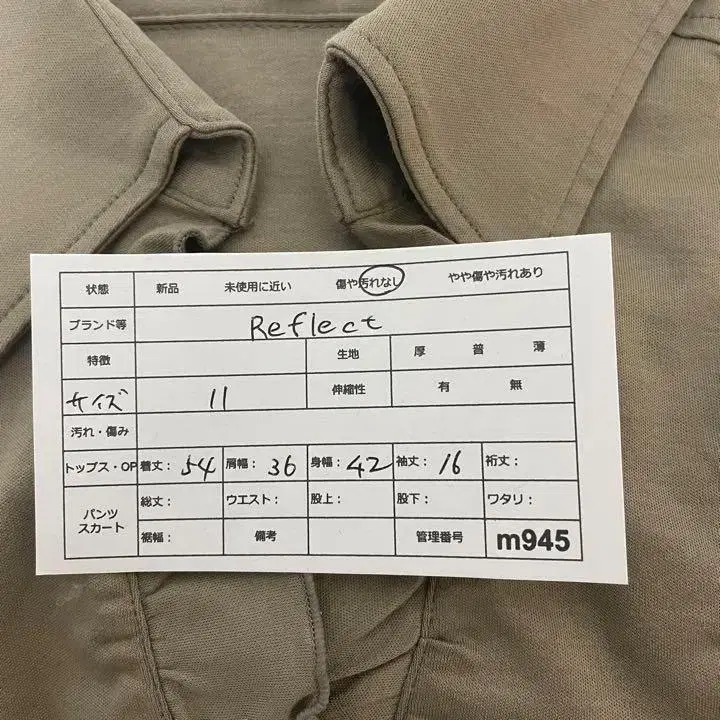 状態 新品 未使用に近い 傷や汚れなし やや傷や汚れあり
ブランド等 Reflect
特徴 生地 厚 普 薄
サイズ 11 伸縮性 有 無
汚れ・傷み
トップス・OP 着丈： 54 肩幅： 36 身幅： 42 袖丈： 16 裄丈：
パンツ スカート 総丈： ウエスト： 股上： 股下： ワタリ：
裾幅： 備考 管理番号 m945